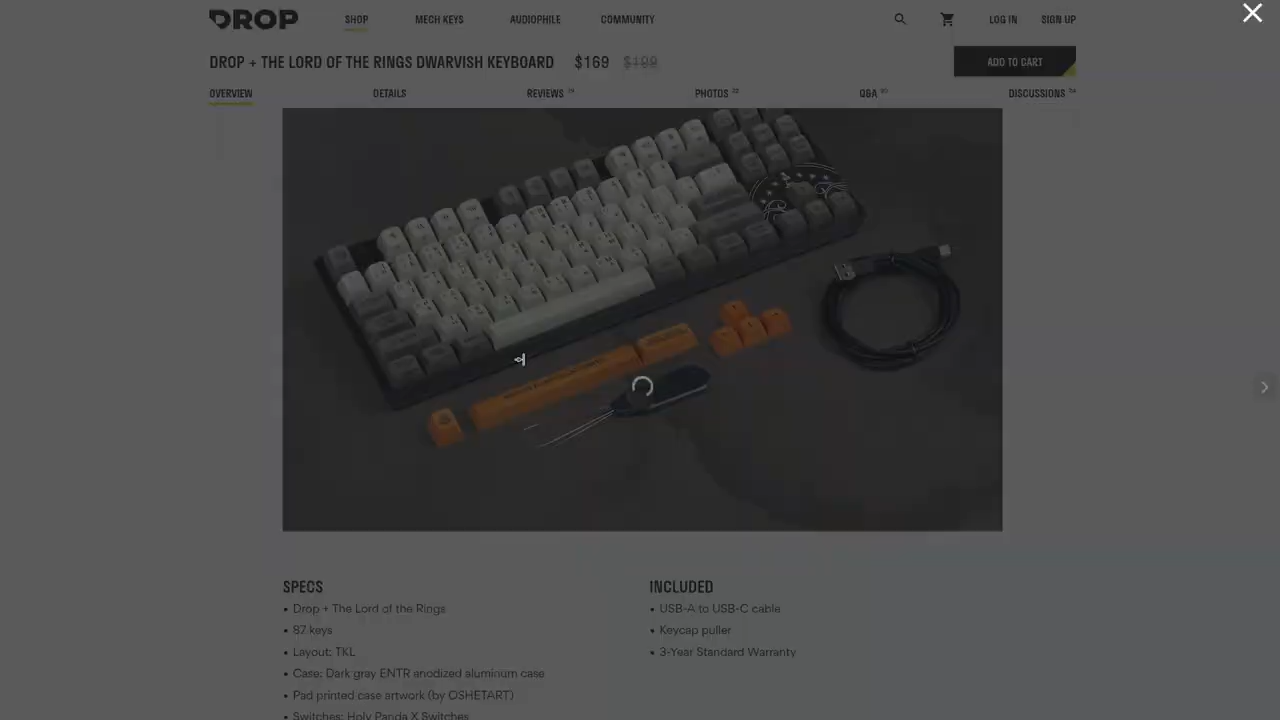 DROP
SHOP
MECH KEYS
AUDIOPHILE
COMMUNITY
LOG IN
SIGN UP
DROP + THE LORD OF THE RINGS DWARVISH KEYBOARD
$169
$199
ADD TO CART
OVERVIEW
DETAILS
REVIEWS
PHOTOS
Q&A
DISCUSSIONS
SPECS
• Drop + The Lord of the Rings
• 87 keys
• Layout: TKL
• Case: Dark gray ENTR anodized aluminum case
• Pad printed case artwork (by OSHETART)
• Switches: Holy Panda X Switches
INCLUDED
• USB-A to USB-C cable
• Keycap puller
• 3-Year Standard Warranty